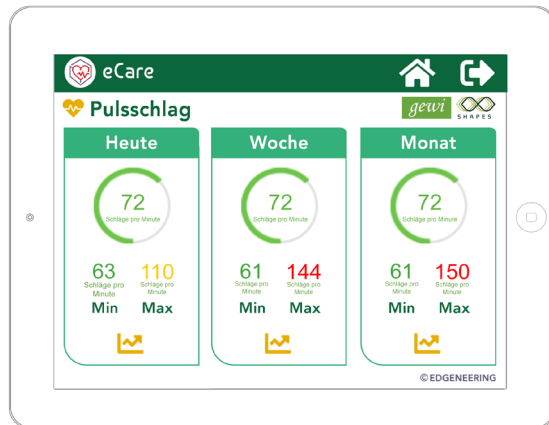 eCare
Pulsschlag
gewi
SHAPES
Heute
72
Schläge pro Minute
63
Schläge pro
Minute
Min
110
Schläge pro
Minute
Max
Woche
72
Schläge pro Minute
61
Schläge pro
Minute
Min
144
Schläge pro
Minute
Max
Monat
72
Schläge pro Minute
61
Schläge pro
Minute
Min
150
Schläge pro
Minute
Max
© EDGENEERING